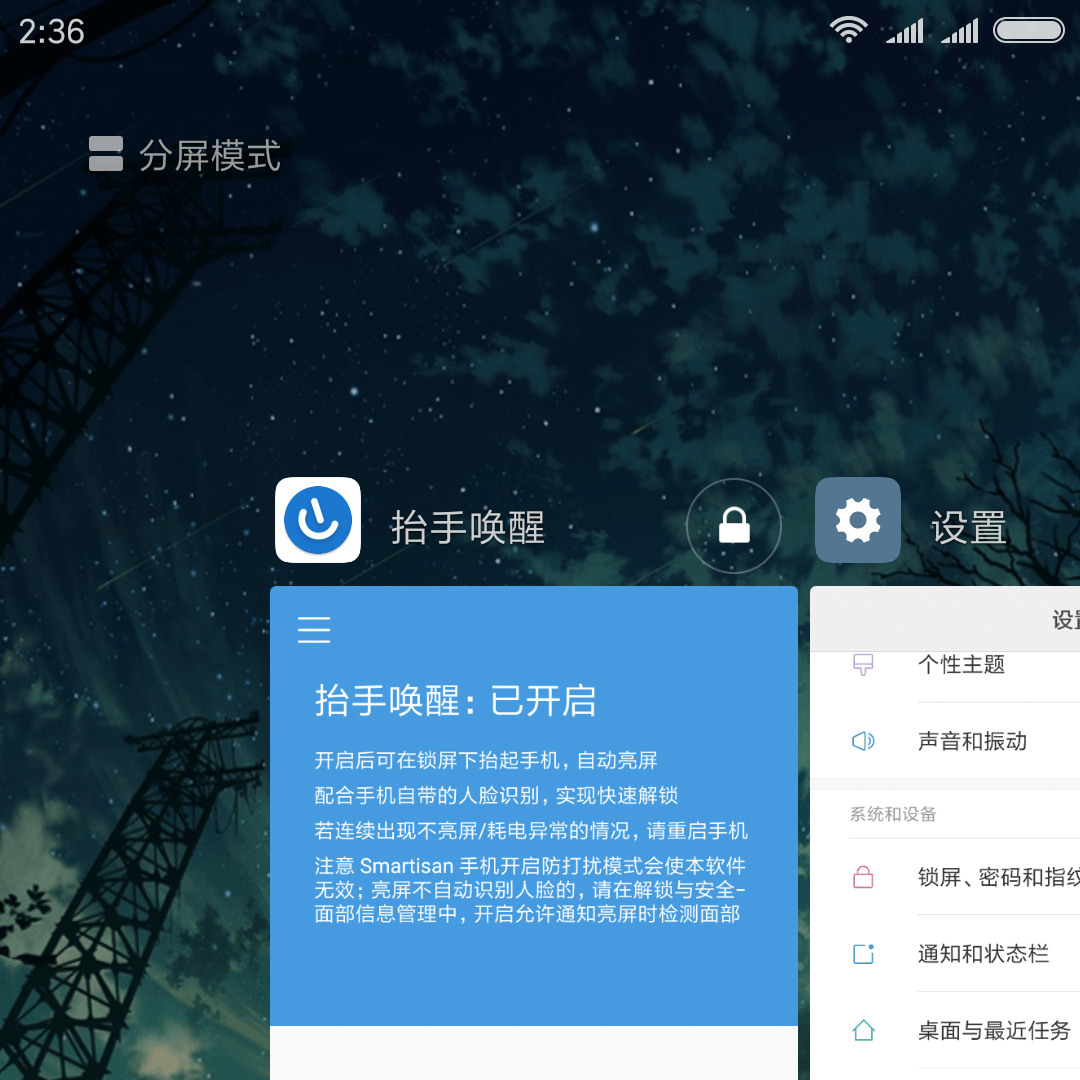 2:36
分屏模式
抬手唤醒
设置
抬手唤醒: 已开启
开启后可在锁屏下抬起手机, 自动亮屏
配合手机自带的人脸识别, 实现快速解锁
若连续出现不亮屏/耗电异常的情况, 请重启手机
注意 Smartisan 手机开启防打扰模式会使本软件
无效; 亮屏不自动识别人脸的, 请在解锁与安全-
面部信息管理中, 开启允许通知亮屏时检测面部
设置
个性主题
声音和振动
系统和设备
锁屏、密码和指纹
通知和状态栏
桌面与最近任务